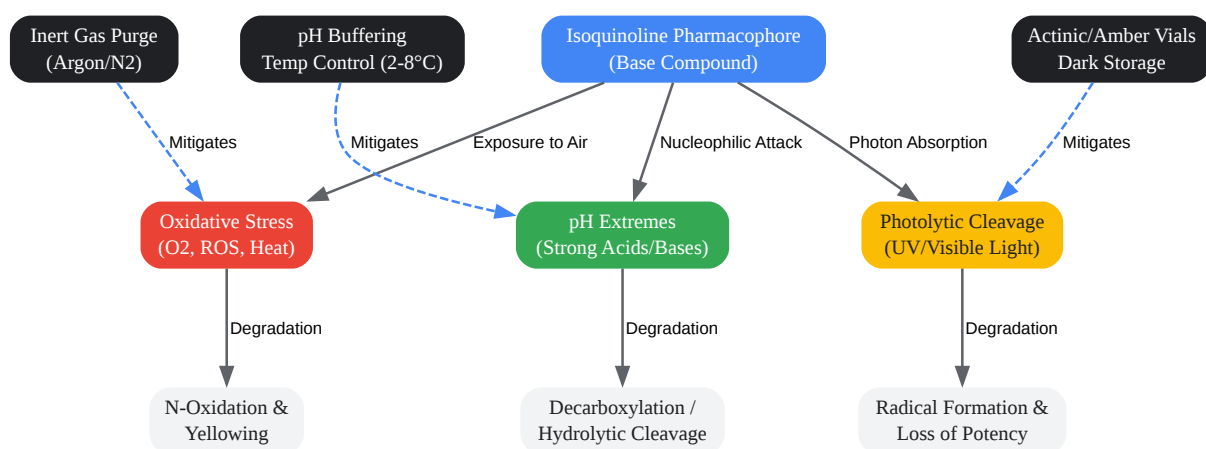 Inert Gas Purge
(Argon/N2)
pH Buffering
Temp Control (2-8°C)
Isoquinoline Pharmacophore
(Base Compound)
Actinic/Amber Vials
Dark Storage
Mitigates
Mitigates
Exposure to Air
Nucleophilic Attack
Photon Absorption
Mitigates
Oxidative Stress
(O2, ROS, Heat)
pH Extremes
(Strong Acids/Bases)
Photolytic Cleavage
(UV/Visible Light)
Degradation
Degradation
Degradation
N-Oxidation &
Yellowing
Decarboxylation /
Hydrolytic Cleavage
Radical Formation &
Loss of Potency